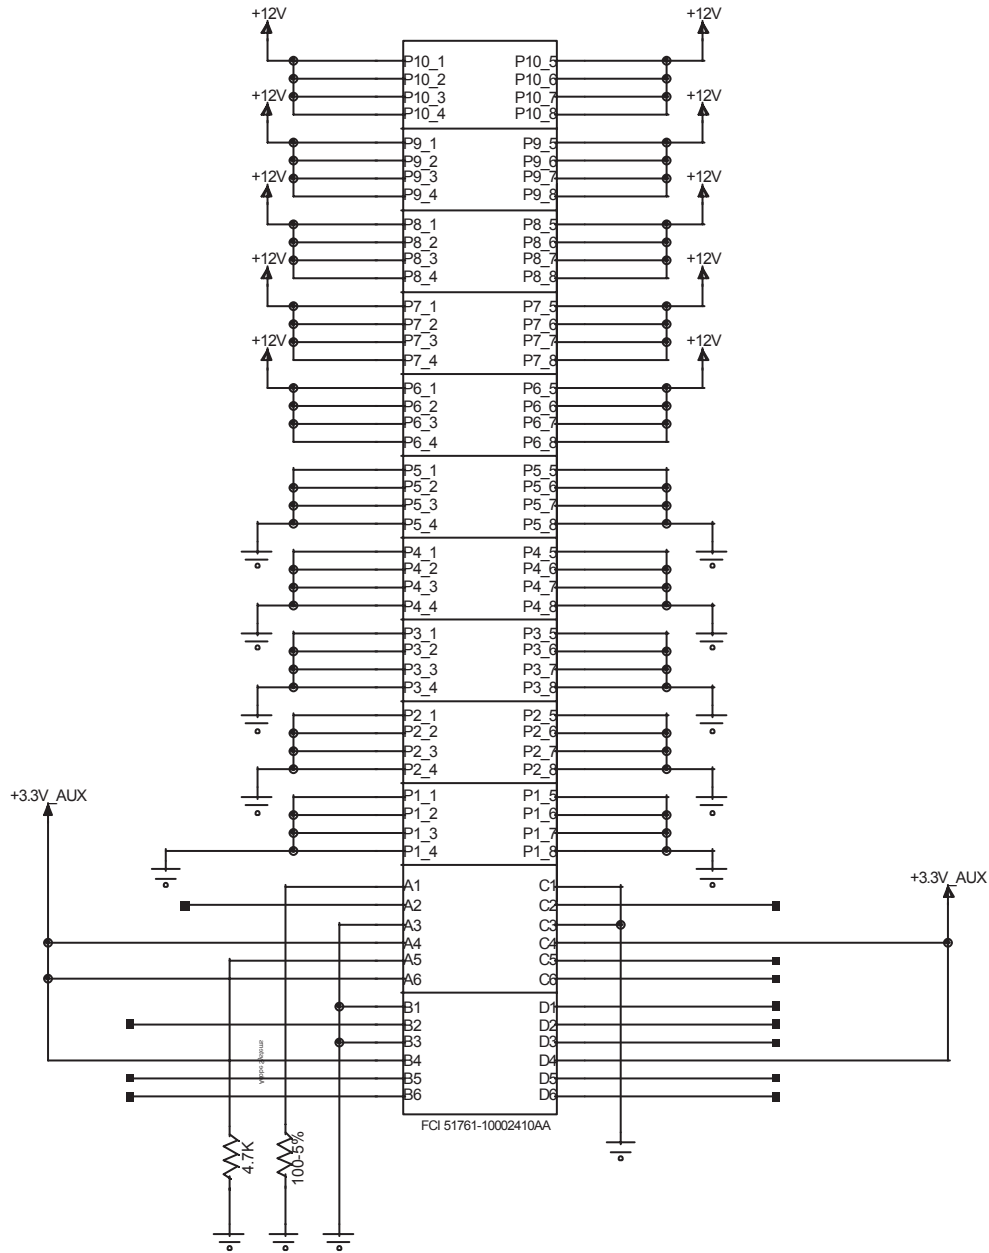 +12V +12V
P10_1 P10_5
P10_2 P10_6
P10_3 P10_7
P10_4 P10_8
+12V +12V
P9_1 P9_5
P9_2 P9_6
P9_3 P9_7
P9_4 P9_8
+12V +12V
P8_1 P8_5
P8_2 P8_6
P8_3 P8_7
P8_4 P8_8
+12V +12V
P7_1 P7_5
P7_2 P7_6
P7_3 P7_7
P7_4 P7_8
+12V +12V
P6_1 P6_5
P6_2 P6_6
P6_3 P6_7
P6_4 P6_8
P5_1 P5_5
P5_2 P5_6
P5_3 P5_7
P5_4 P5_8
P4_1 P4_5
P4_2 P4_6
P4_3 P4_7
P4_4 P4_8
P3_1 P3_5
P3_2 P3_6
P3_3 P3_7
P3_4 P3_8
P2_1 P2_5
P2_2 P2_6
P2_3 P2_7
P2_4 P2_8
+3.3V_AUX
P1_1 P1_5
P1_2 P1_6
P1_3 P1_7
P1_4 P1_8
+3.3V_AUX
A1 C1
A2 C2
A3 C3
A4 C4
A5 C5
A6 C6
B1 D1
B2 D2
B3 D3
B4 D4
B5 D5
B6 D6
FCI 51761-10002410AA
4.7K
100-5%